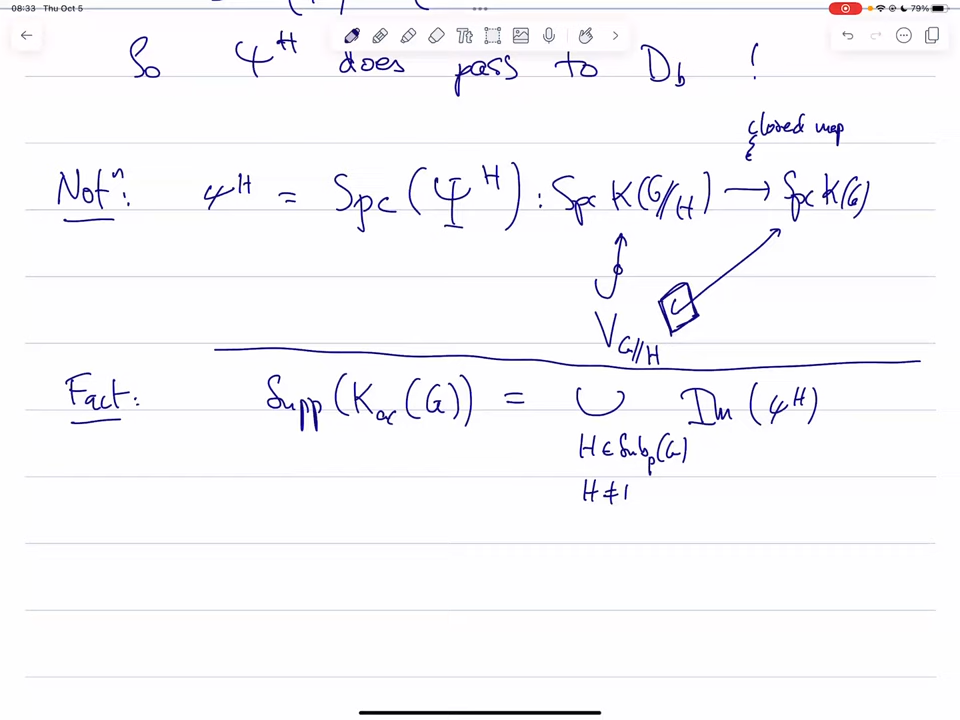 08:33 Thu Oct 5
79%
So Ψ^H does pass to D_b !
closed map
Not^n: ψ^H = Spc(Ψ^H) : Spc K(G//H) → Spc K(G)
V_{G//H}
Fact: Supp(K_ac(G)) = ∪ Im(ψ^H)
H ∈ Sub_p(G)
H ≠ 1